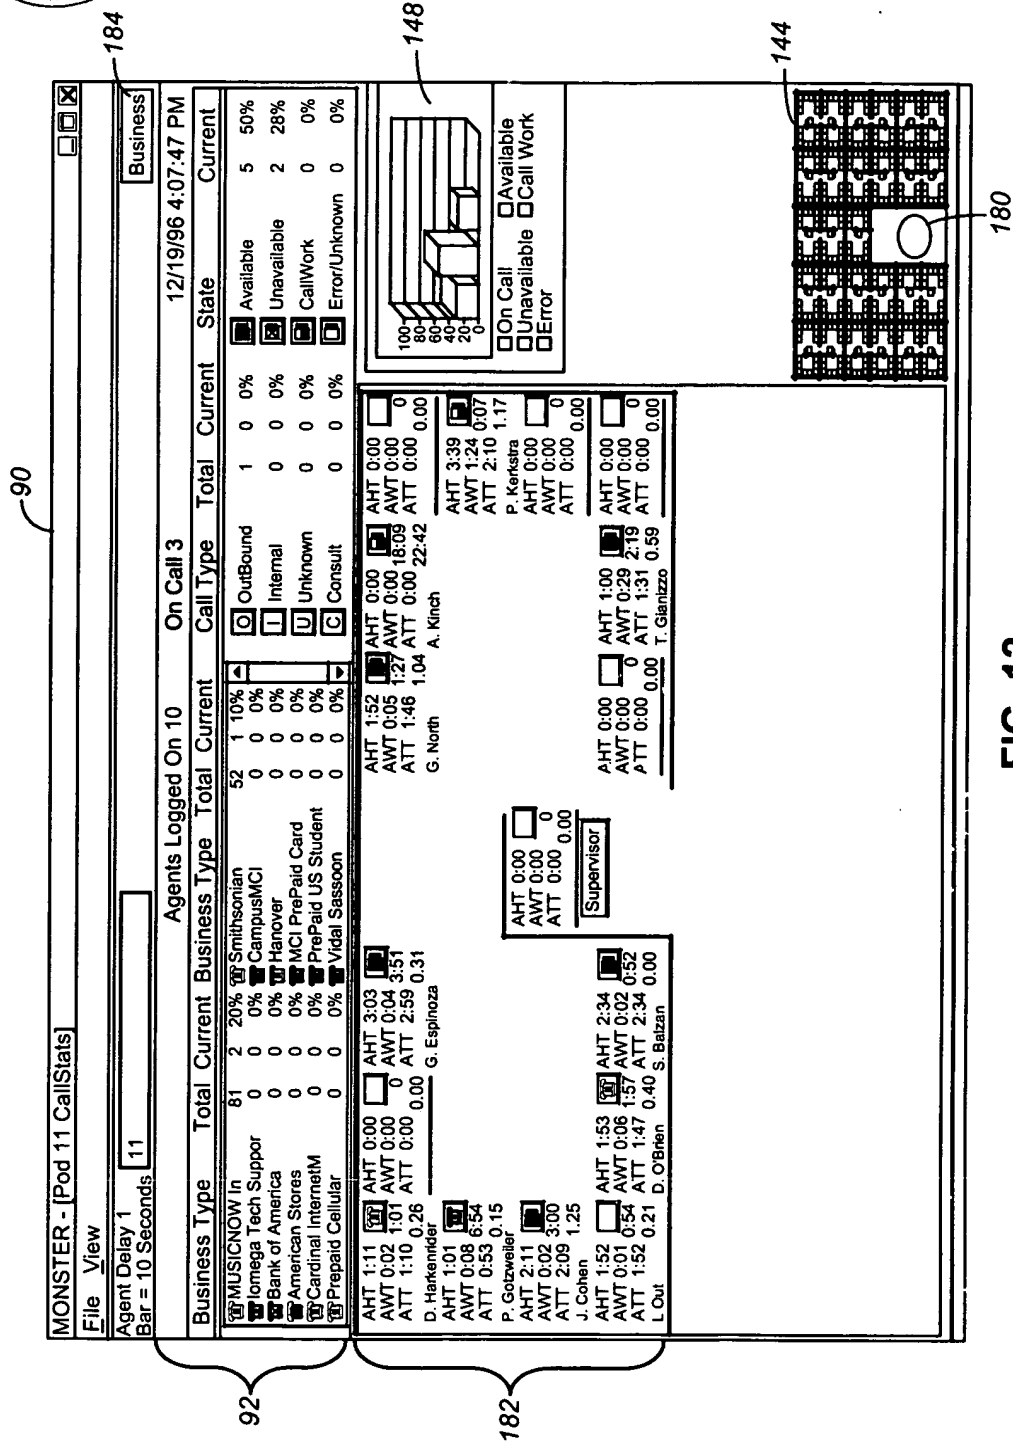 90
MONSTER - [Pod 11 CallStats]
File View
Agent Delay 1
Bar = 10 Seconds
11
Business
184
Agents Logged On 10 On Call 3 12/19/96 4:07:47 PM
Business Type Total Current Business Type Total Current Call Type Total Current State Current
MUSICNOW In 81 2 20% Smithsonian 52 1 10% O OutBound 1 0 0% Available 5 50%
Iomega Tech Suppor 0 0 0% CampusMCI 0 0 0% I Internal 0 0 0% Unavailable 2 28%
Bank of America 0 0 0% Hanover 0 0 0% U Unknown 0 0 0% CallWork 0 0%
American Stores 0 0 0% MCI PrePaid Card 0 0 0% C Consult 0 0 0% Error/Unknown 0 0%
Cardinal InternetM 0 0 0% PrePaid US Student 0 0 0%
Prepaid Cellular 0 0 0% Vidal Sassoon 0 0 0%
92
182
AHT 1:11
AWT 0:02 1:01
ATT 1:10 0.26
D. Harkenrider
AHT 0:00
AWT 0:00 0
ATT 0:00 0.00
AHT 3:03
AWT 0:04 3:51
ATT 2:59 0.31
G. Espinoza
AHT 1:52
AWT 0:05 1:27
ATT 1:46 1.04
G. North
AHT 0:00
AWT 0:00 18:09
ATT 0:00 22:42
A. Kinch
AHT 0:00
AWT 0:00 0
ATT 0:00 0.00
AHT 1:01
AWT 0:08 6:54
ATT 0:53 0.15
P. Gotzweiler
AHT 3:39
AWT 1:24 0:07
ATT 2:10 1.17
P. Kerkstra
AHT 2:11
AWT 0:02 3:00
ATT 2:09 1.25
J. Cohen
AHT 0:00
AWT 0:00 0
ATT 0:00 0.00
Supervisor
AHT 0:00
AWT 0:00 0
ATT 0:00 0.00
AHT 1:52
AWT 0:01 0:54
ATT 1:52 0.21
L Out
AHT 1:53
AWT 0:06 1:57
ATT 1:47 0.40
D. O'Brien
AHT 2:34
AWT 0:02 0:52
ATT 2:34 0.00
S. Balzan
AHT 0:00
AWT 0:00 0
ATT 0:00 0.00
AHT 1:00
AWT 0:29 2:19
ATT 1:31 0.59
T. Gianizzo
AHT 0:00
AWT 0:00 0
ATT 0:00 0.00
148
100
80
60
40
20
0
On Call Available
Unavailable Call Work
Error
144
180